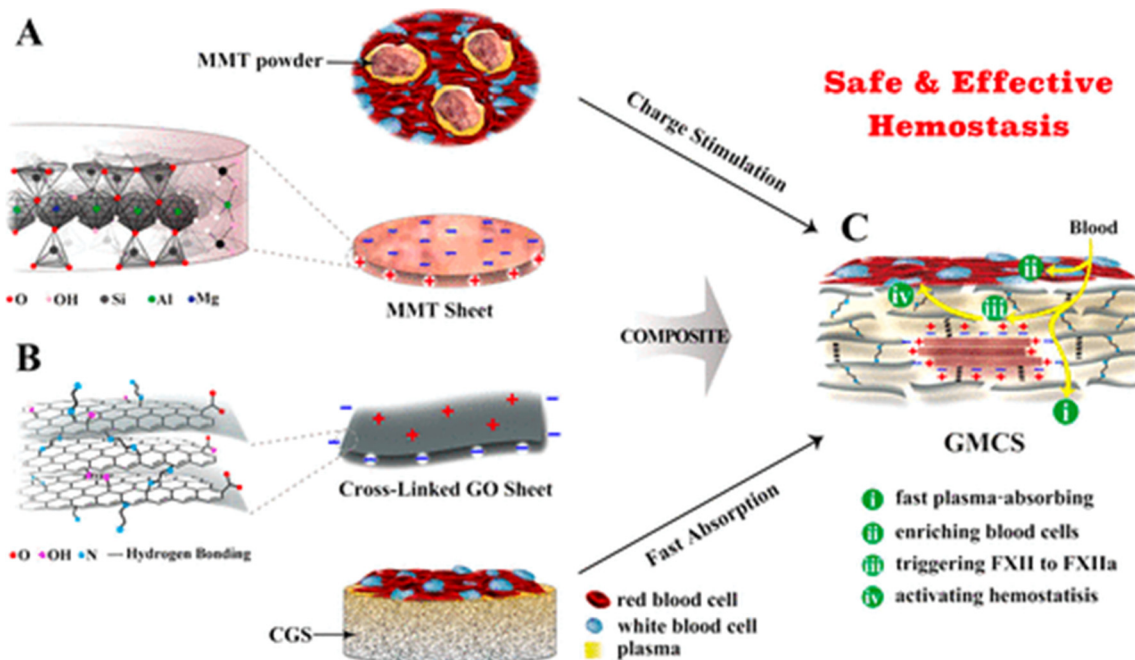 A
MMT powder
O OH Si Al Mg
MMT Sheet
B
Cross-Linked GO Sheet
O OH N Hydrogen Bonding
CGS
red blood cell
white blood cell
plasma
Charge Stimulation
COMPOSITE
Fast Absorption
Safe & Effective
Hemostasis
C
Blood
ii
iv
iii
i
GMCS
i fast plasma-absorbing
ii enriching blood cells
iii triggering FXII to FXIIa
iv activating hemostatisis